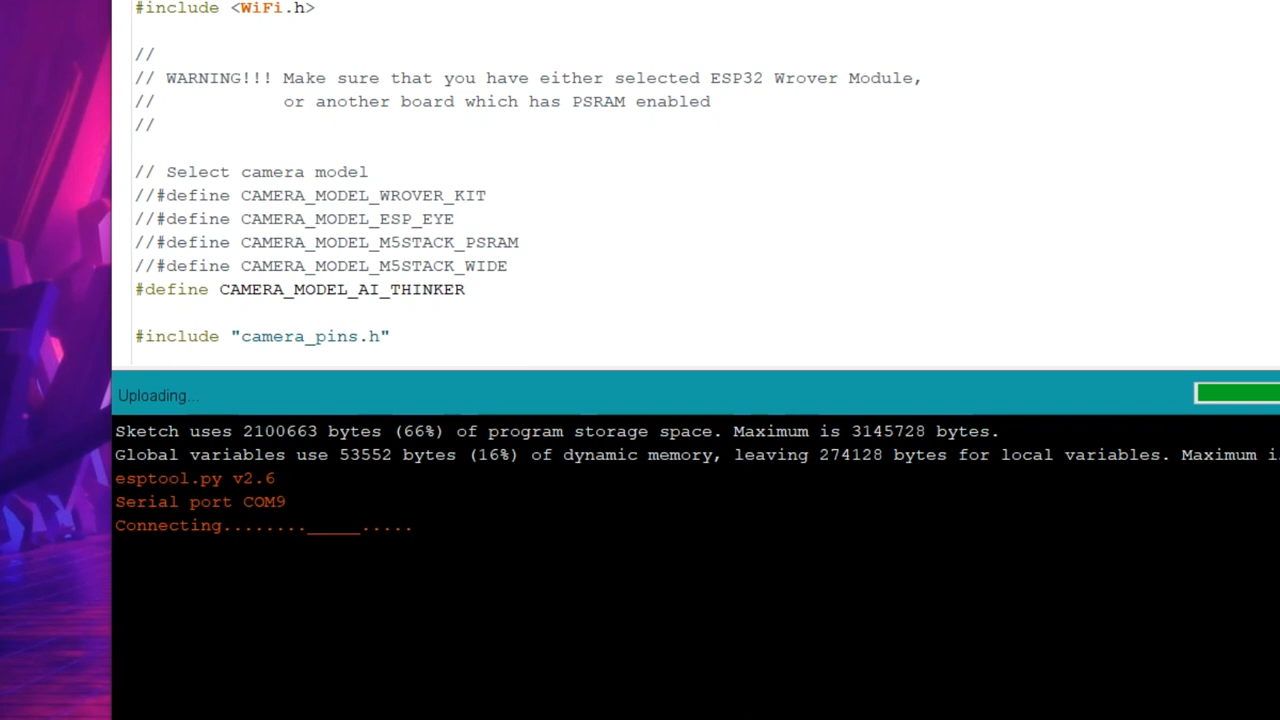 #include <WiFi.h>
//
// WARNING!!! Make sure that you have either selected ESP32 Wrover Module,
//            or another board which has PSRAM enabled
//
// Select camera model
//#define CAMERA_MODEL_WROVER_KIT
//#define CAMERA_MODEL_ESP_EYE
//#define CAMERA_MODEL_M5STACK_PSRAM
//#define CAMERA_MODEL_M5STACK_WIDE
#define CAMERA_MODEL_AI_THINKER
#include "camera_pins.h"
Uploading...
Sketch uses 2100663 bytes (66%) of program storage space. Maximum is 3145728 bytes.
Global variables use 53552 bytes (16%) of dynamic memory, leaving 274128 bytes for local variables. Maximum i
esptool.py v2.6
Serial port COM9
Connecting........_____.....